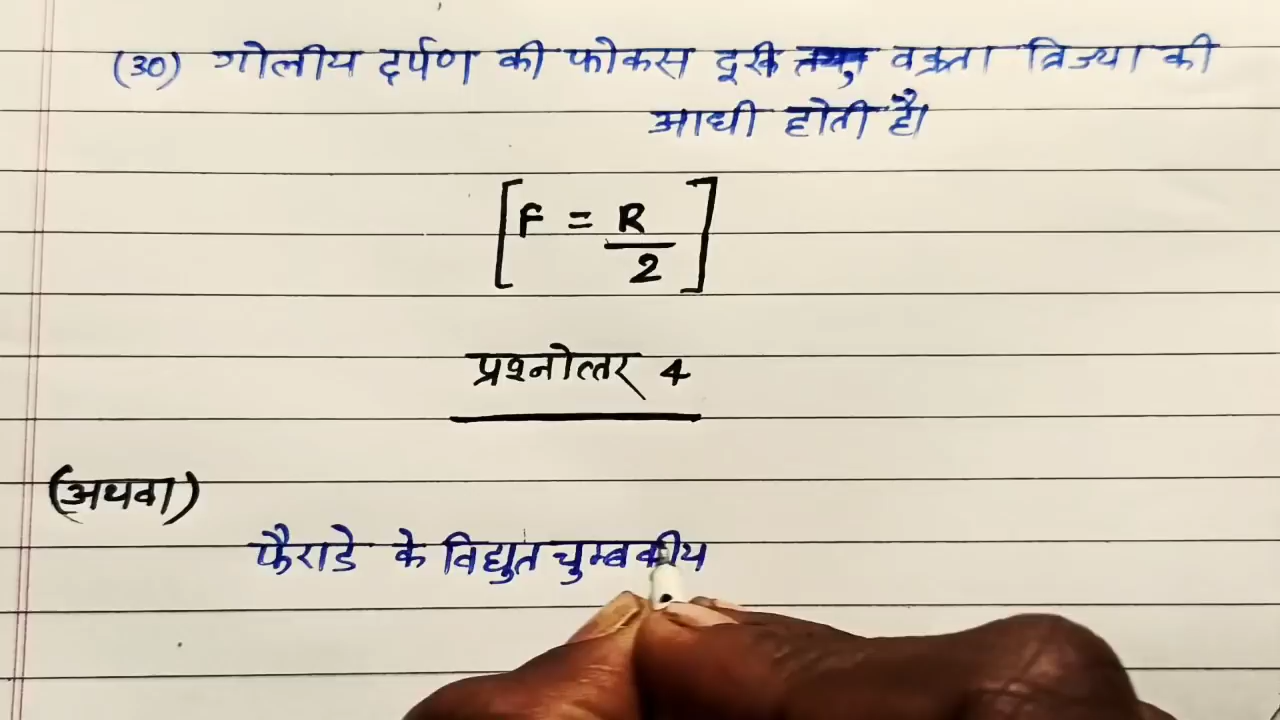 (30) गोलीय दर्पण की फोकस दूरी वक्रता त्रिज्या की
आधी होती है।
[F = R/2]
प्रश्नोत्तर 4
(अथवा)
फैराडे के विद्युत चुम्बकीय